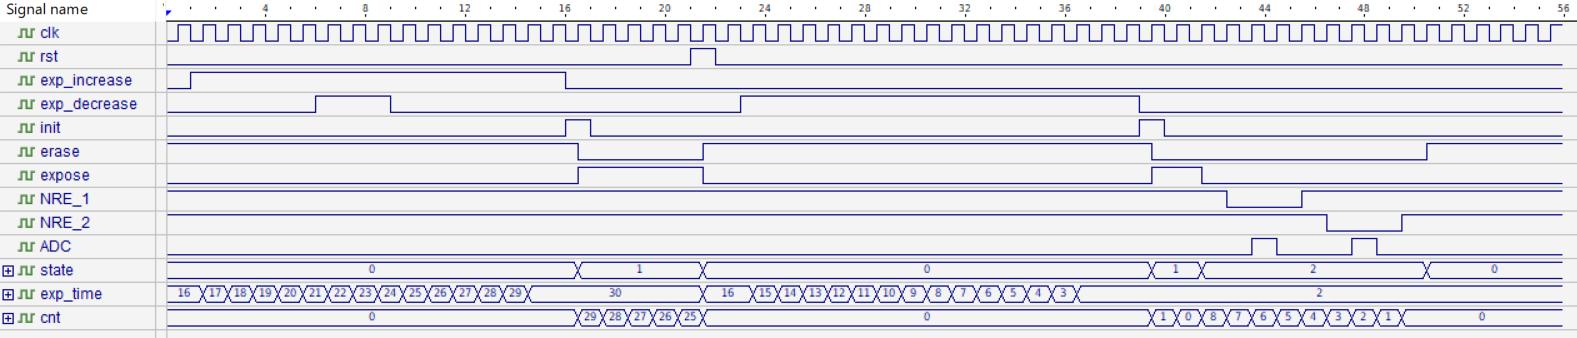 Signal name 4 8 12 16 20 24 28 32 36 40 44 48 52 56
clk
rst
exp_increase
exp_decrease
init
erase
expose
NRE_1
NRE_2
ADC
state 0 1 0 1 2 0
exp_time 16 17 18 19 20 21 22 23 24 25 26 27 28 29 30 16 15 14 13 12 11 10 9 8 7 6 5 4 3 2
cnt 0 29 28 27 26 25 0 1 0 8 7 6 5 4 3 2 1 0